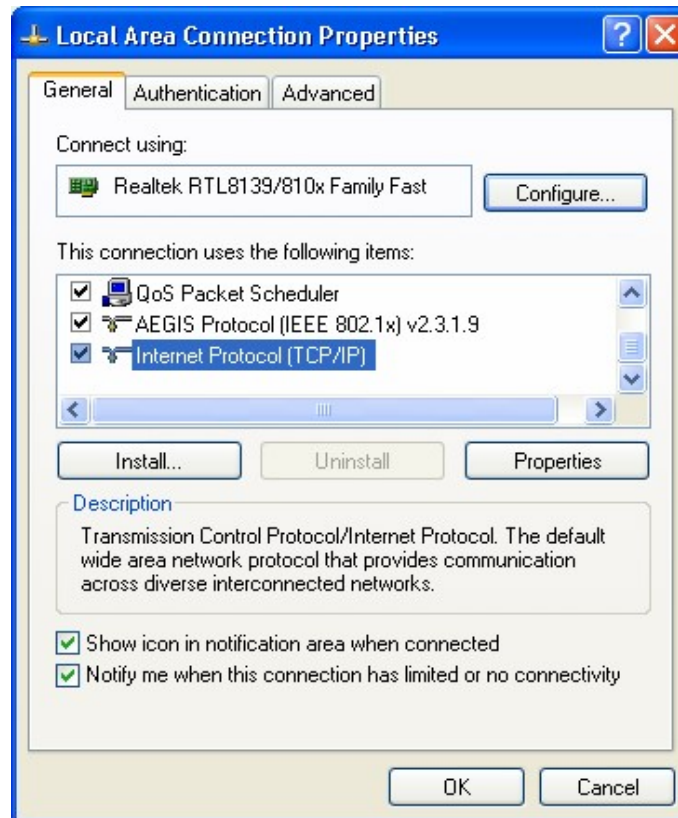 Local Area Connection Properties
General Authentication Advanced
Connect using:
Realtek RTL8139/810x Family Fast Configure...
This connection uses the following items:
QoS Packet Scheduler
AEGIS Protocol (IEEE 802.1x) v2.3.1.9
Internet Protocol (TCP/IP)
Install... Uninstall Properties
Description
Transmission Control Protocol/Internet Protocol. The default
wide area network protocol that provides communication
across diverse interconnected networks.
Show icon in notification area when connected
Notify me when this connection has limited or no connectivity
OK Cancel